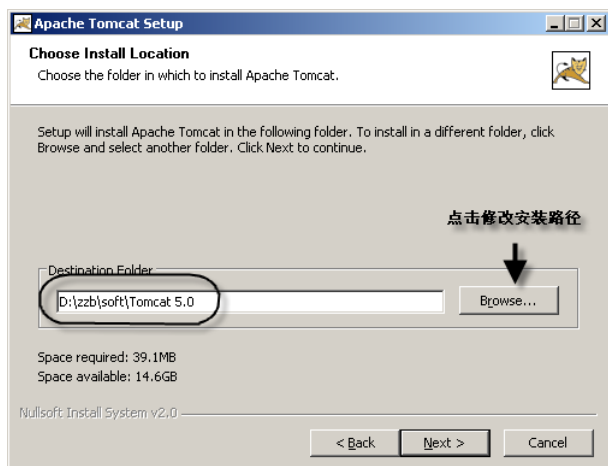 Apache Tomcat Setup
Choose Install Location
Choose the folder in which to install Apache Tomcat.
Setup will install Apache Tomcat in the following folder. To install in a different folder, click
Browse and select another folder. Click Next to continue.
点击修改安装路径
Destination Folder
D:\zzb\soft\Tomcat 5.0
Browse...
Space required: 39.1MB
Space available: 14.6GB
Nullsoft Install System v2.0
< Back
Next >
Cancel